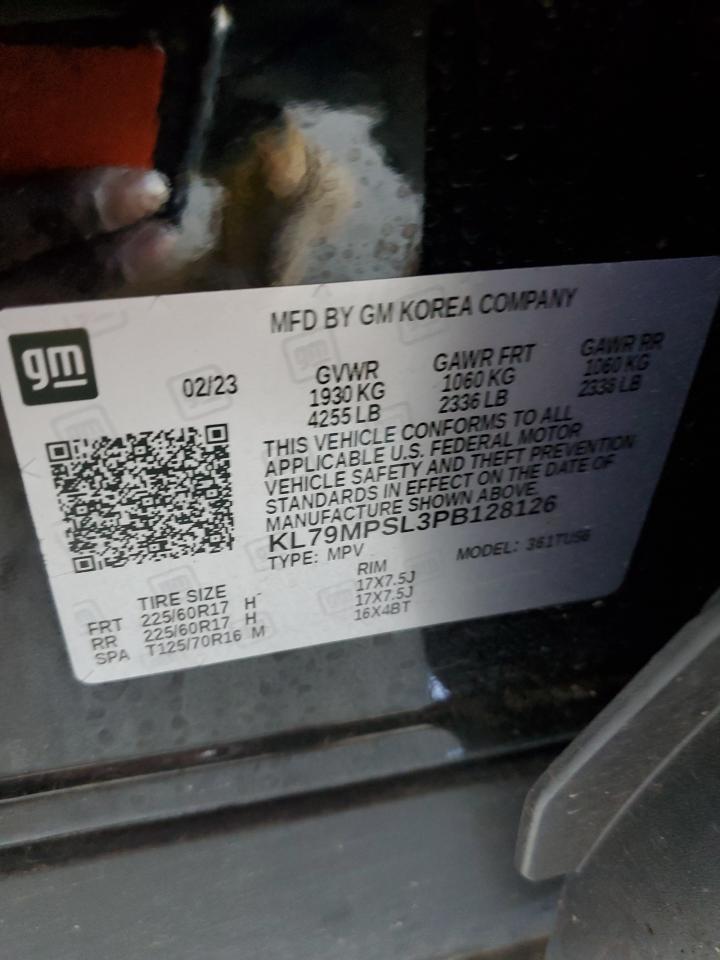 MFD BY GM KOREA COMPANY
gm
02/23
GVWR
1930 KG
4255 LB
GAWR FRT
1060 KG
2336 LB
GAWR RR
1060 KG
2336 LB
THIS VEHICLE CONFORMS TO ALL
APPLICABLE U.S. FEDERAL MOTOR
VEHICLE SAFETY AND THEFT PREVENTION
STANDARDS IN EFFECT ON THE DATE OF
MANUFACTURE SHOWN ABOVE
KL79MPSL3PB128126
TYPE: MPV
MODEL:
TIRE SIZE
RIM
FRT 225/60R17 H 17X7.5J
RR 225/60R17 H 17X7.5J
SPA T125/70R16 M 16X4BT